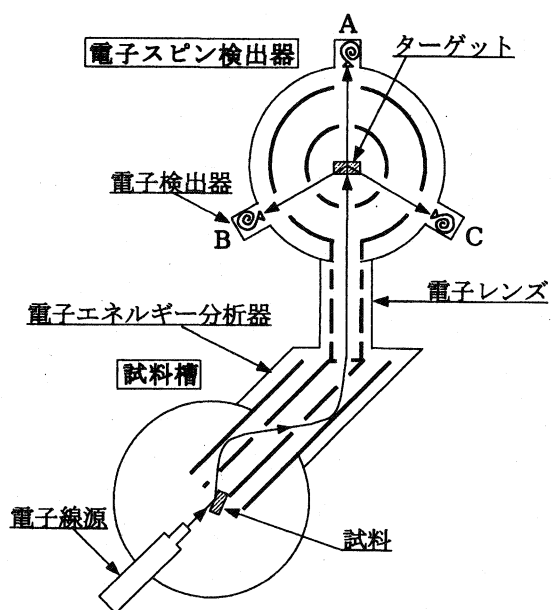 A
電子スピン検出器
ターゲット
電子検出器
B
C
電子レンズ
電子エネルギー分析器
試料槽
電子線源
試料